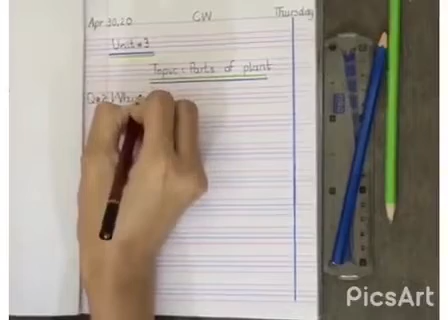 Apr 30,20 CW Thursday
Unit # 3
Topic: Parts of plant
PicsArt